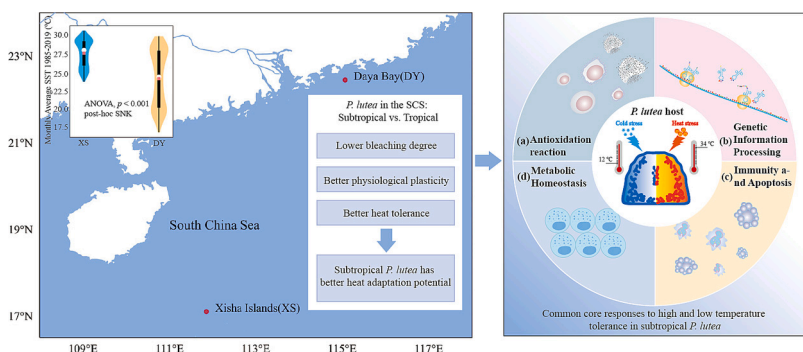 Monthly-Average SST 1985-2019 (℃)
30.0
27.5
25.0
22.5
20.0
17.5
ANOVA, p < 0.001
post-hoc SNK
XS
DY
23°N
21°N
19°N
17°N
109°E
111°E
113°E
115°E
117°E
Daya Bay(DY)
South China Sea
Xisha Islands(XS)
P. lutea in the SCS:
Subtropical vs. Tropical
Lower bleaching degree
Better physiological plasticity
Better heat tolerance
Subtropical P. lutea has
better heat adaptation potential
P. lutea host
Cold stress
Heat stress
12 ℃
34 ℃
(a) Antioxidation
reaction
Genetic
(b) Information
Processing
(d) Metabolic
Homeostasis
Immunity a-
(c) nd Apoptosis
Common core responses to high and low temperature
tolerance in subtropical P. lutea